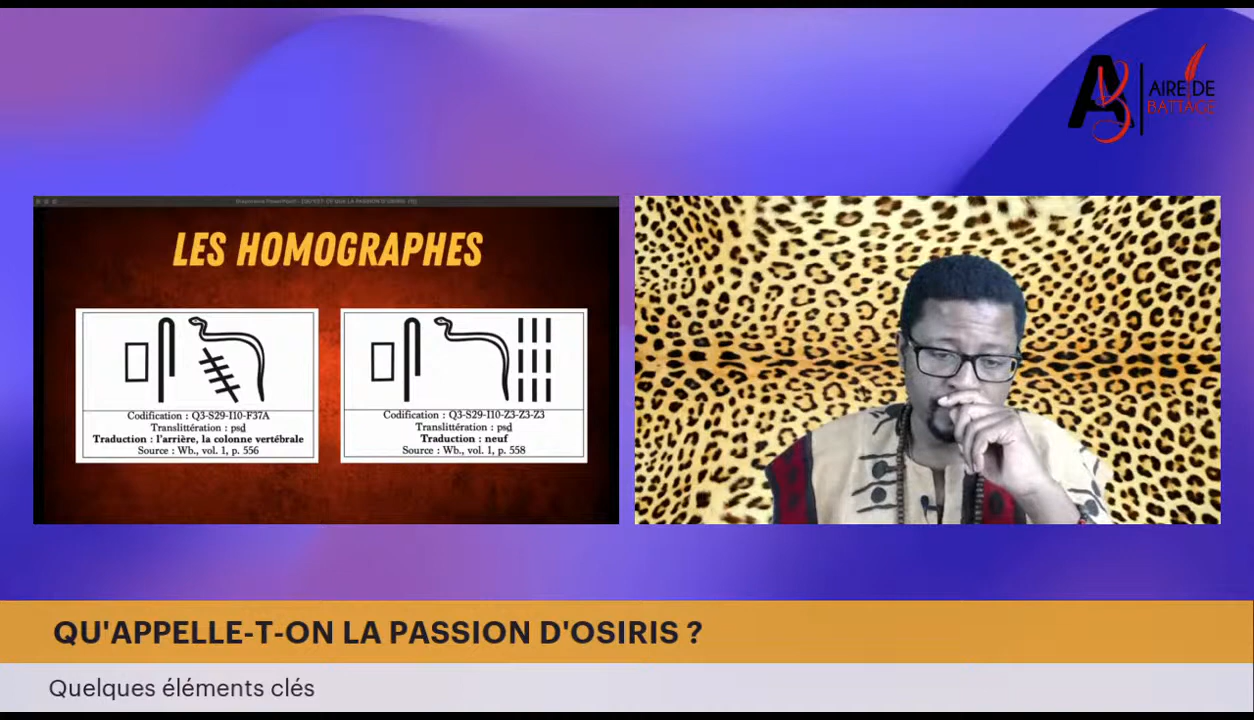 AIRE DE
BATTAGE
LES HOMOGRAPHES
Codification : Q3-S29-I10-F37A
Translittération : psḏ
Traduction : l'arrière, la colonne vertébrale
Source : Wb., vol. 1, p. 556
Codification : Q3-S29-I10-Z3-Z3-Z3
Translittération : psḏ
Traduction : neuf
Source : Wb., vol. 1, p. 558
QU'APPELLE-T-ON LA PASSION D'OSIRIS ?
Quelques éléments clés